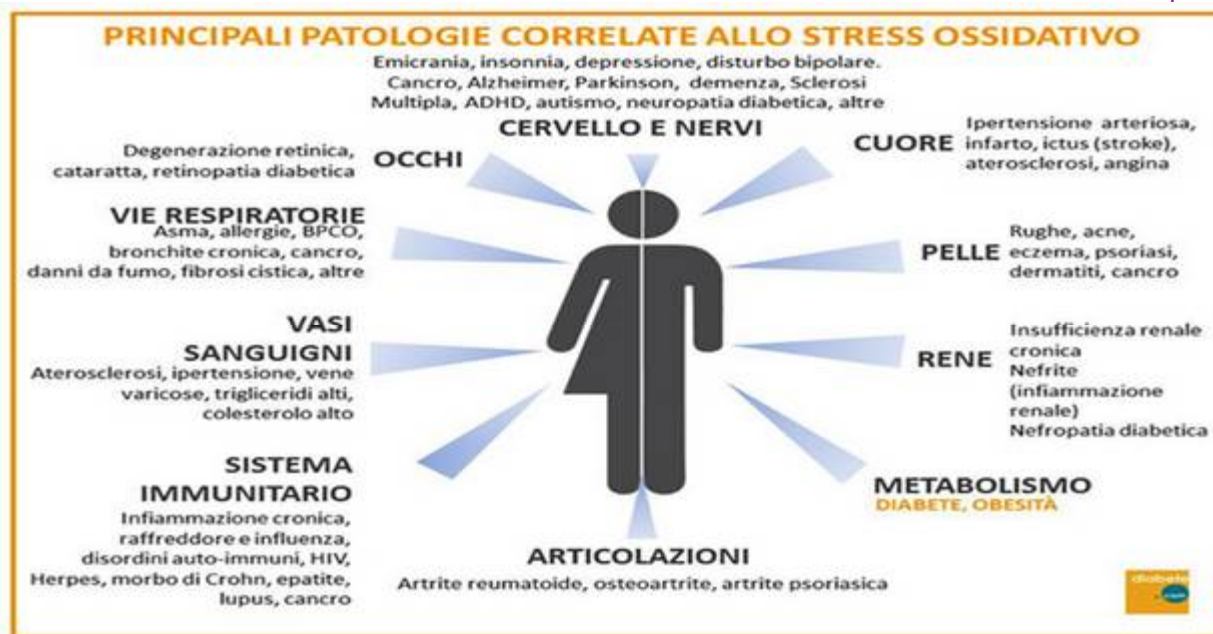 PRINCIPALI PATOLOGIE CORRELATE ALLO STRESS OSSIDATIVO
Emicrania, insonnia, depressione, disturbo bipolare.
Cancro, Alzheimer, Parkinson, demenza, Sclerosi
Multipla, ADHD, autismo, neuropatia diabetica, altre
CERVELLO E NERVI
Degenerazione retinica,
cataratta, retinopatia diabetica
OCCHI
CUORE
Ipertensione arteriosa,
infarto, ictus (stroke),
aterosclerosi, angina
VIE RESPIRATORIE
Asma, allergie, BPCO,
bronchite cronica, cancro,
danni da fumo, fibrosi cistica, altre
PELLE
Rughe, acne,
eczema, psoriasi,
dermatiti, cancro
VASI
SANGUIGNI
Aterosclerosi, ipertensione, vene
varicose, trigliceridi alti,
colesterolo alto
RENE
Insufficienza renale
cronica
Nefrite
(infiammazione
renale)
Nefropatia diabetica
SISTEMA
IMMUNITARIO
Infiammazione cronica,
raffreddore e influenza,
disordini auto-immuni, HIV,
Herpes, morbo di Crohn, epatite,
lupus, cancro
METABOLISMO
DIABETE, OBESITÀ
ARTICOLAZIONI
Artrite reumatoide, osteoartrite, artrite psoriasica
diabete